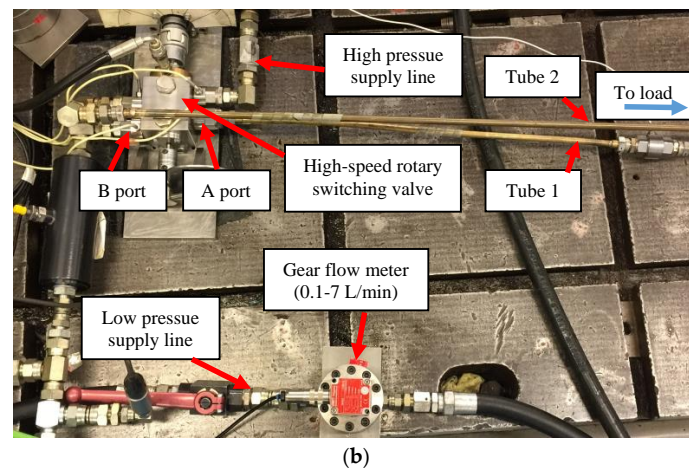 High pressue
supply line
Tube 2
To load
B port
A port
High-speed rotary
switching valve
Tube 1
Gear flow meter
(0.1-7 L/min)
Low pressue
supply line
(b)